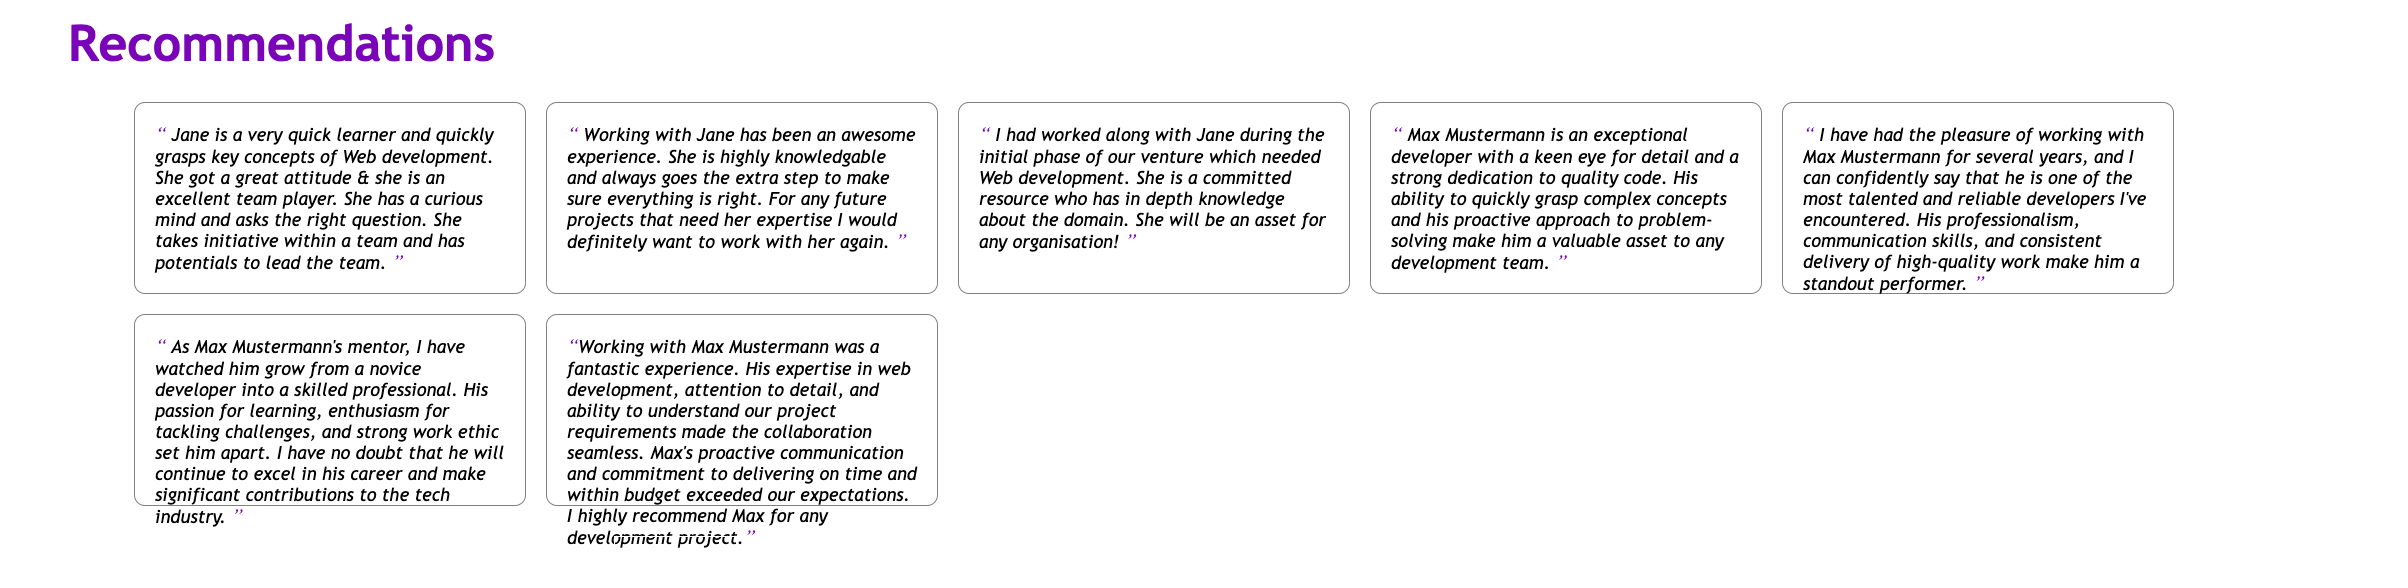 Recommendations
“ Jane is a very quick learner and quickly
grasps key concepts of Web development.
She got a great attitude & she is an
excellent team player. She has a curious
mind and asks the right question. She
takes initiative within a team and has
potentials to lead the team. ”
“ Working with Jane has been an awesome
experience. She is highly knowledgable
and always goes the extra step to make
sure everything is right. For any future
projects that need her expertise I would
definitely want to work with her again. ”
“ I had worked along with Jane during the
initial phase of our venture which needed
Web development. She is a committed
resource who has in depth knowledge
about the domain. She will be an asset for
any organisation! ”
“ Max Mustermann is an exceptional
developer with a keen eye for detail and a
strong dedication to quality code. His
ability to quickly grasp complex concepts
and his proactive approach to problem-
solving make him a valuable asset to any
development team. ”
“ I have had the pleasure of working with
Max Mustermann for several years, and I
can confidently say that he is one of the
most talented and reliable developers I've
encountered. His professionalism,
communication skills, and consistent
delivery of high-quality work make him a
standout performer. ”
“ As Max Mustermann's mentor, I have
watched him grow from a novice
developer into a skilled professional. His
passion for learning, enthusiasm for
tackling challenges, and strong work ethic
set him apart. I have no doubt that he will
continue to excel in his career and make
significant contributions to the tech
industry. ”
“Working with Max Mustermann was a
fantastic experience. His expertise in web
development, attention to detail, and
ability to understand our project
requirements made the collaboration
seamless. Max's proactive communication
and commitment to delivering on time and
within budget exceeded our expectations.
I highly recommend Max for any
development project.”